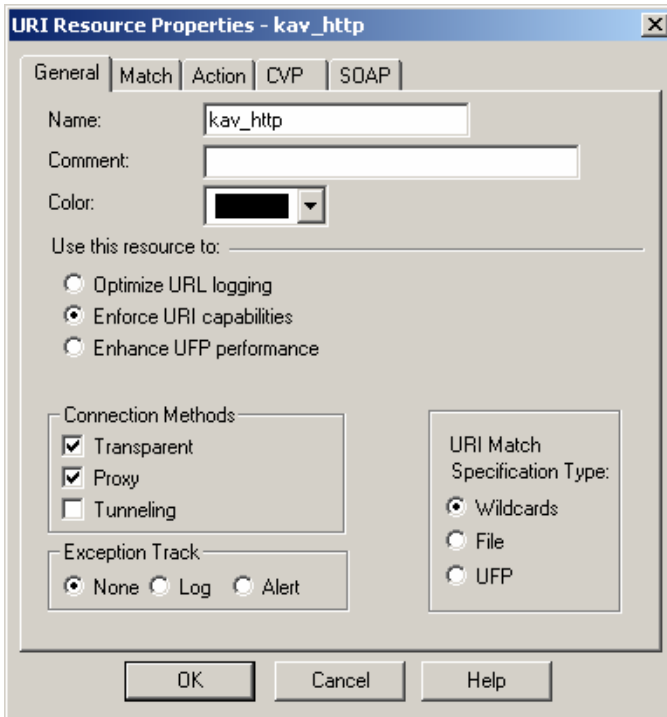 URI Resource Properties - kav_http
General Match Action CVP SOAP
Name: kav_http
Comment:
Color:
Use this resource to:
Optimize URL logging
Enforce URI capabilities
Enhance UFP performance
Connection Methods
Transparent
Proxy
Tunneling
Exception Track
None Log Alert
URI Match
Specification Type:
Wildcards
File
UFP
OK Cancel Help